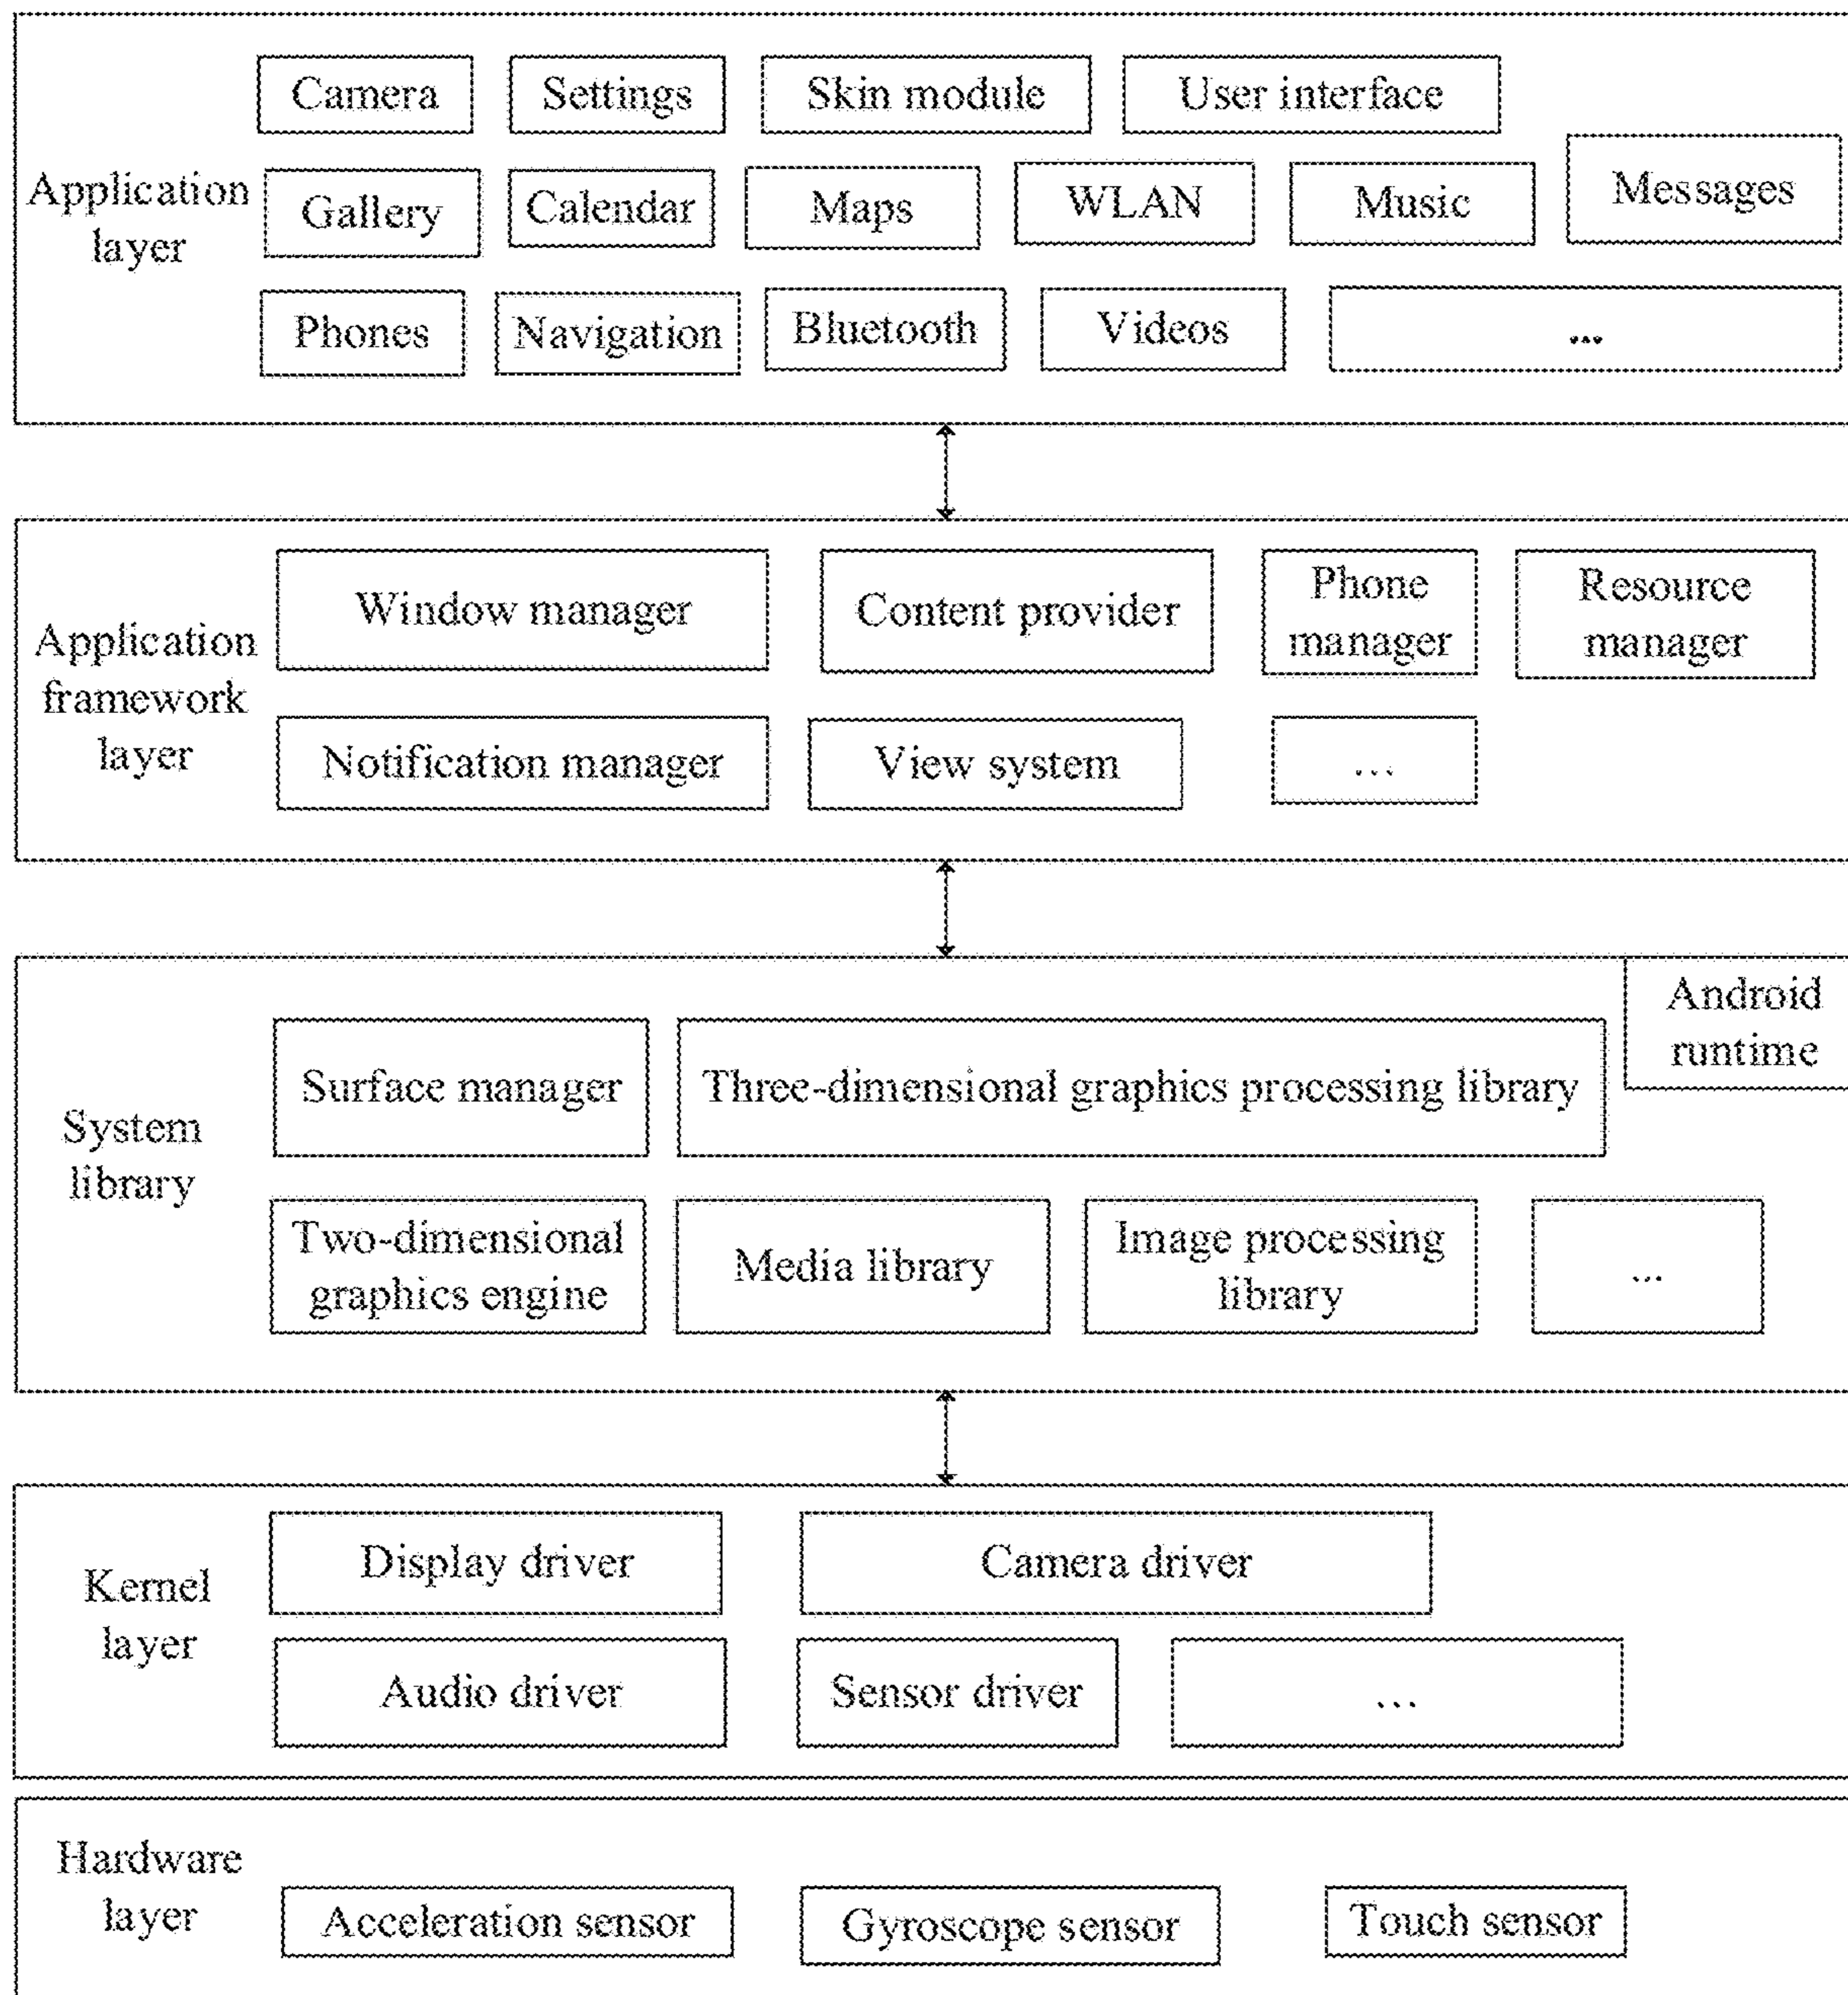 Camera
Settings
Skin module
User interface
Application
layer
Gallery
Calendar
Maps
WLAN
Music
Messages
Phones
Navigation
Bluetooth
Videos
...
Application
framework
layer
Window manager
Content provider
Phone
manager
Resource
manager
Notification manager
View system
...
System
library
Surface manager
Three-dimensional graphics processing library
Android
runtime
Two-dimensional
graphics engine
Media library
Image processing
library
...
Kernel
layer
Display driver
Camera driver
Audio driver
Sensor driver
...
Hardware
layer
Acceleration sensor
Gyroscope sensor
Touch sensor